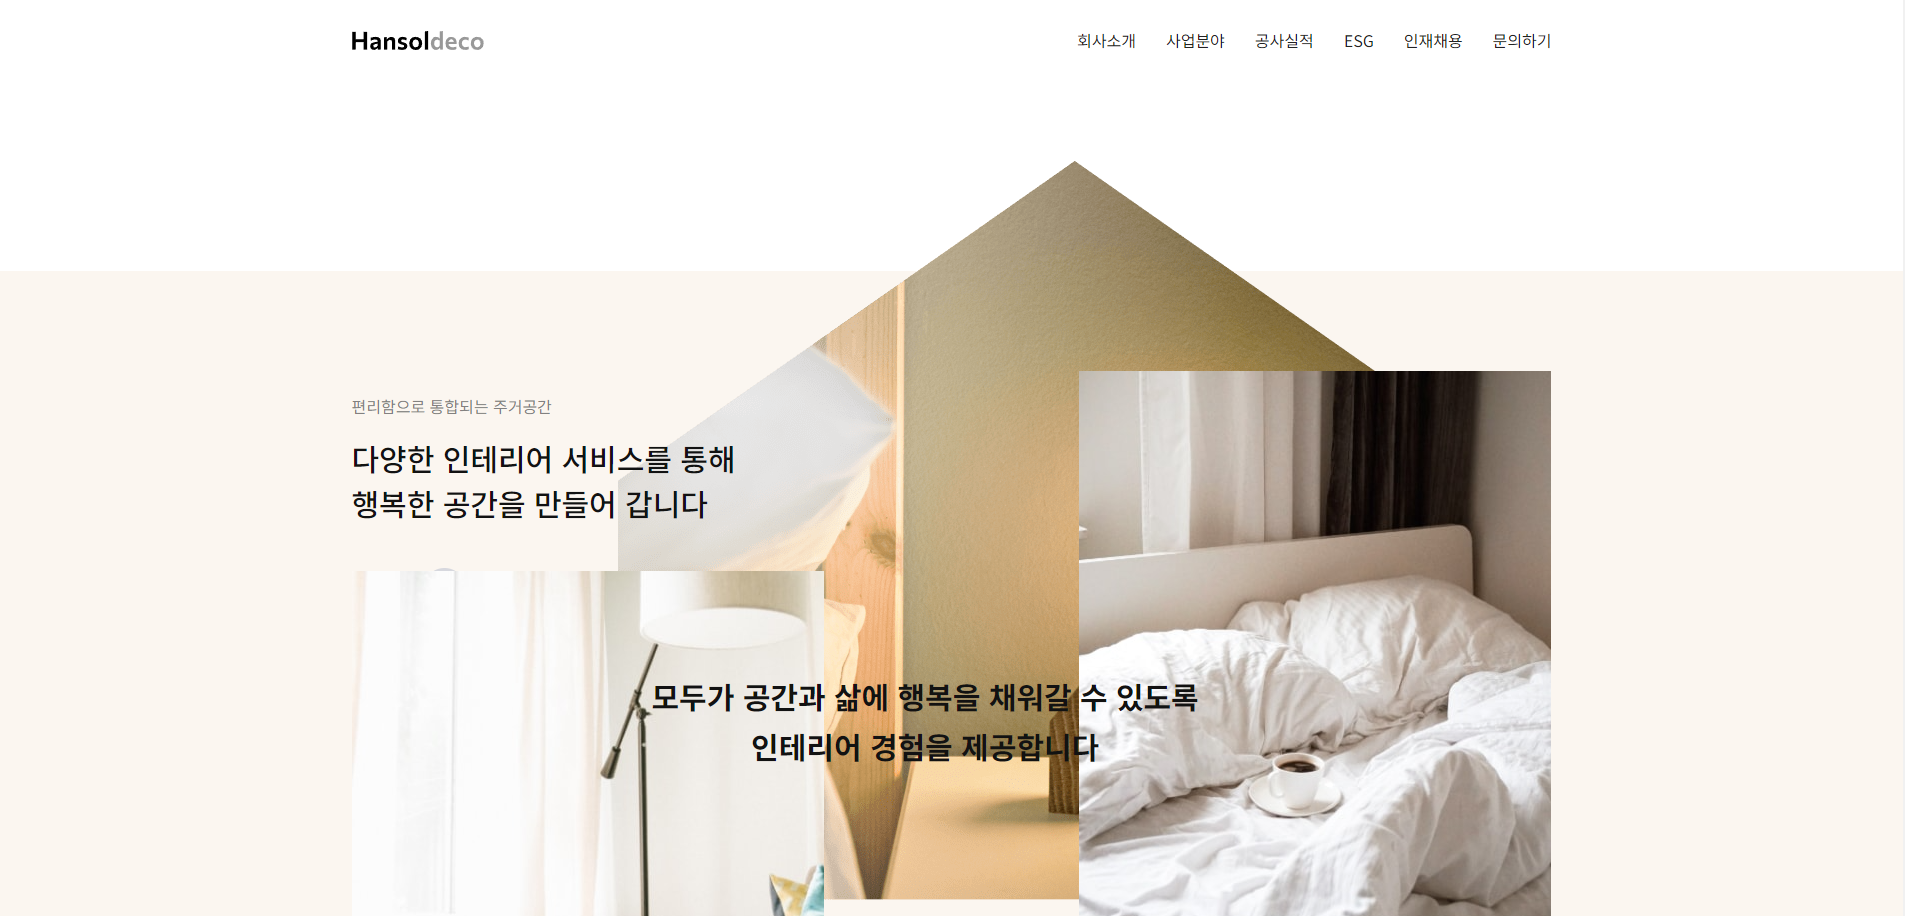 Hansoldeco
회사소개 사업분야 공사실적 ESG 인재채용 문의하기
편리함으로 통합되는 주거공간
다양한 인테리어 서비스를 통해
행복한 공간을 만들어 갑니다
모두가 공간과 삶에 행복을 채워갈 수 있도록
인테리어 경험을 제공합니다